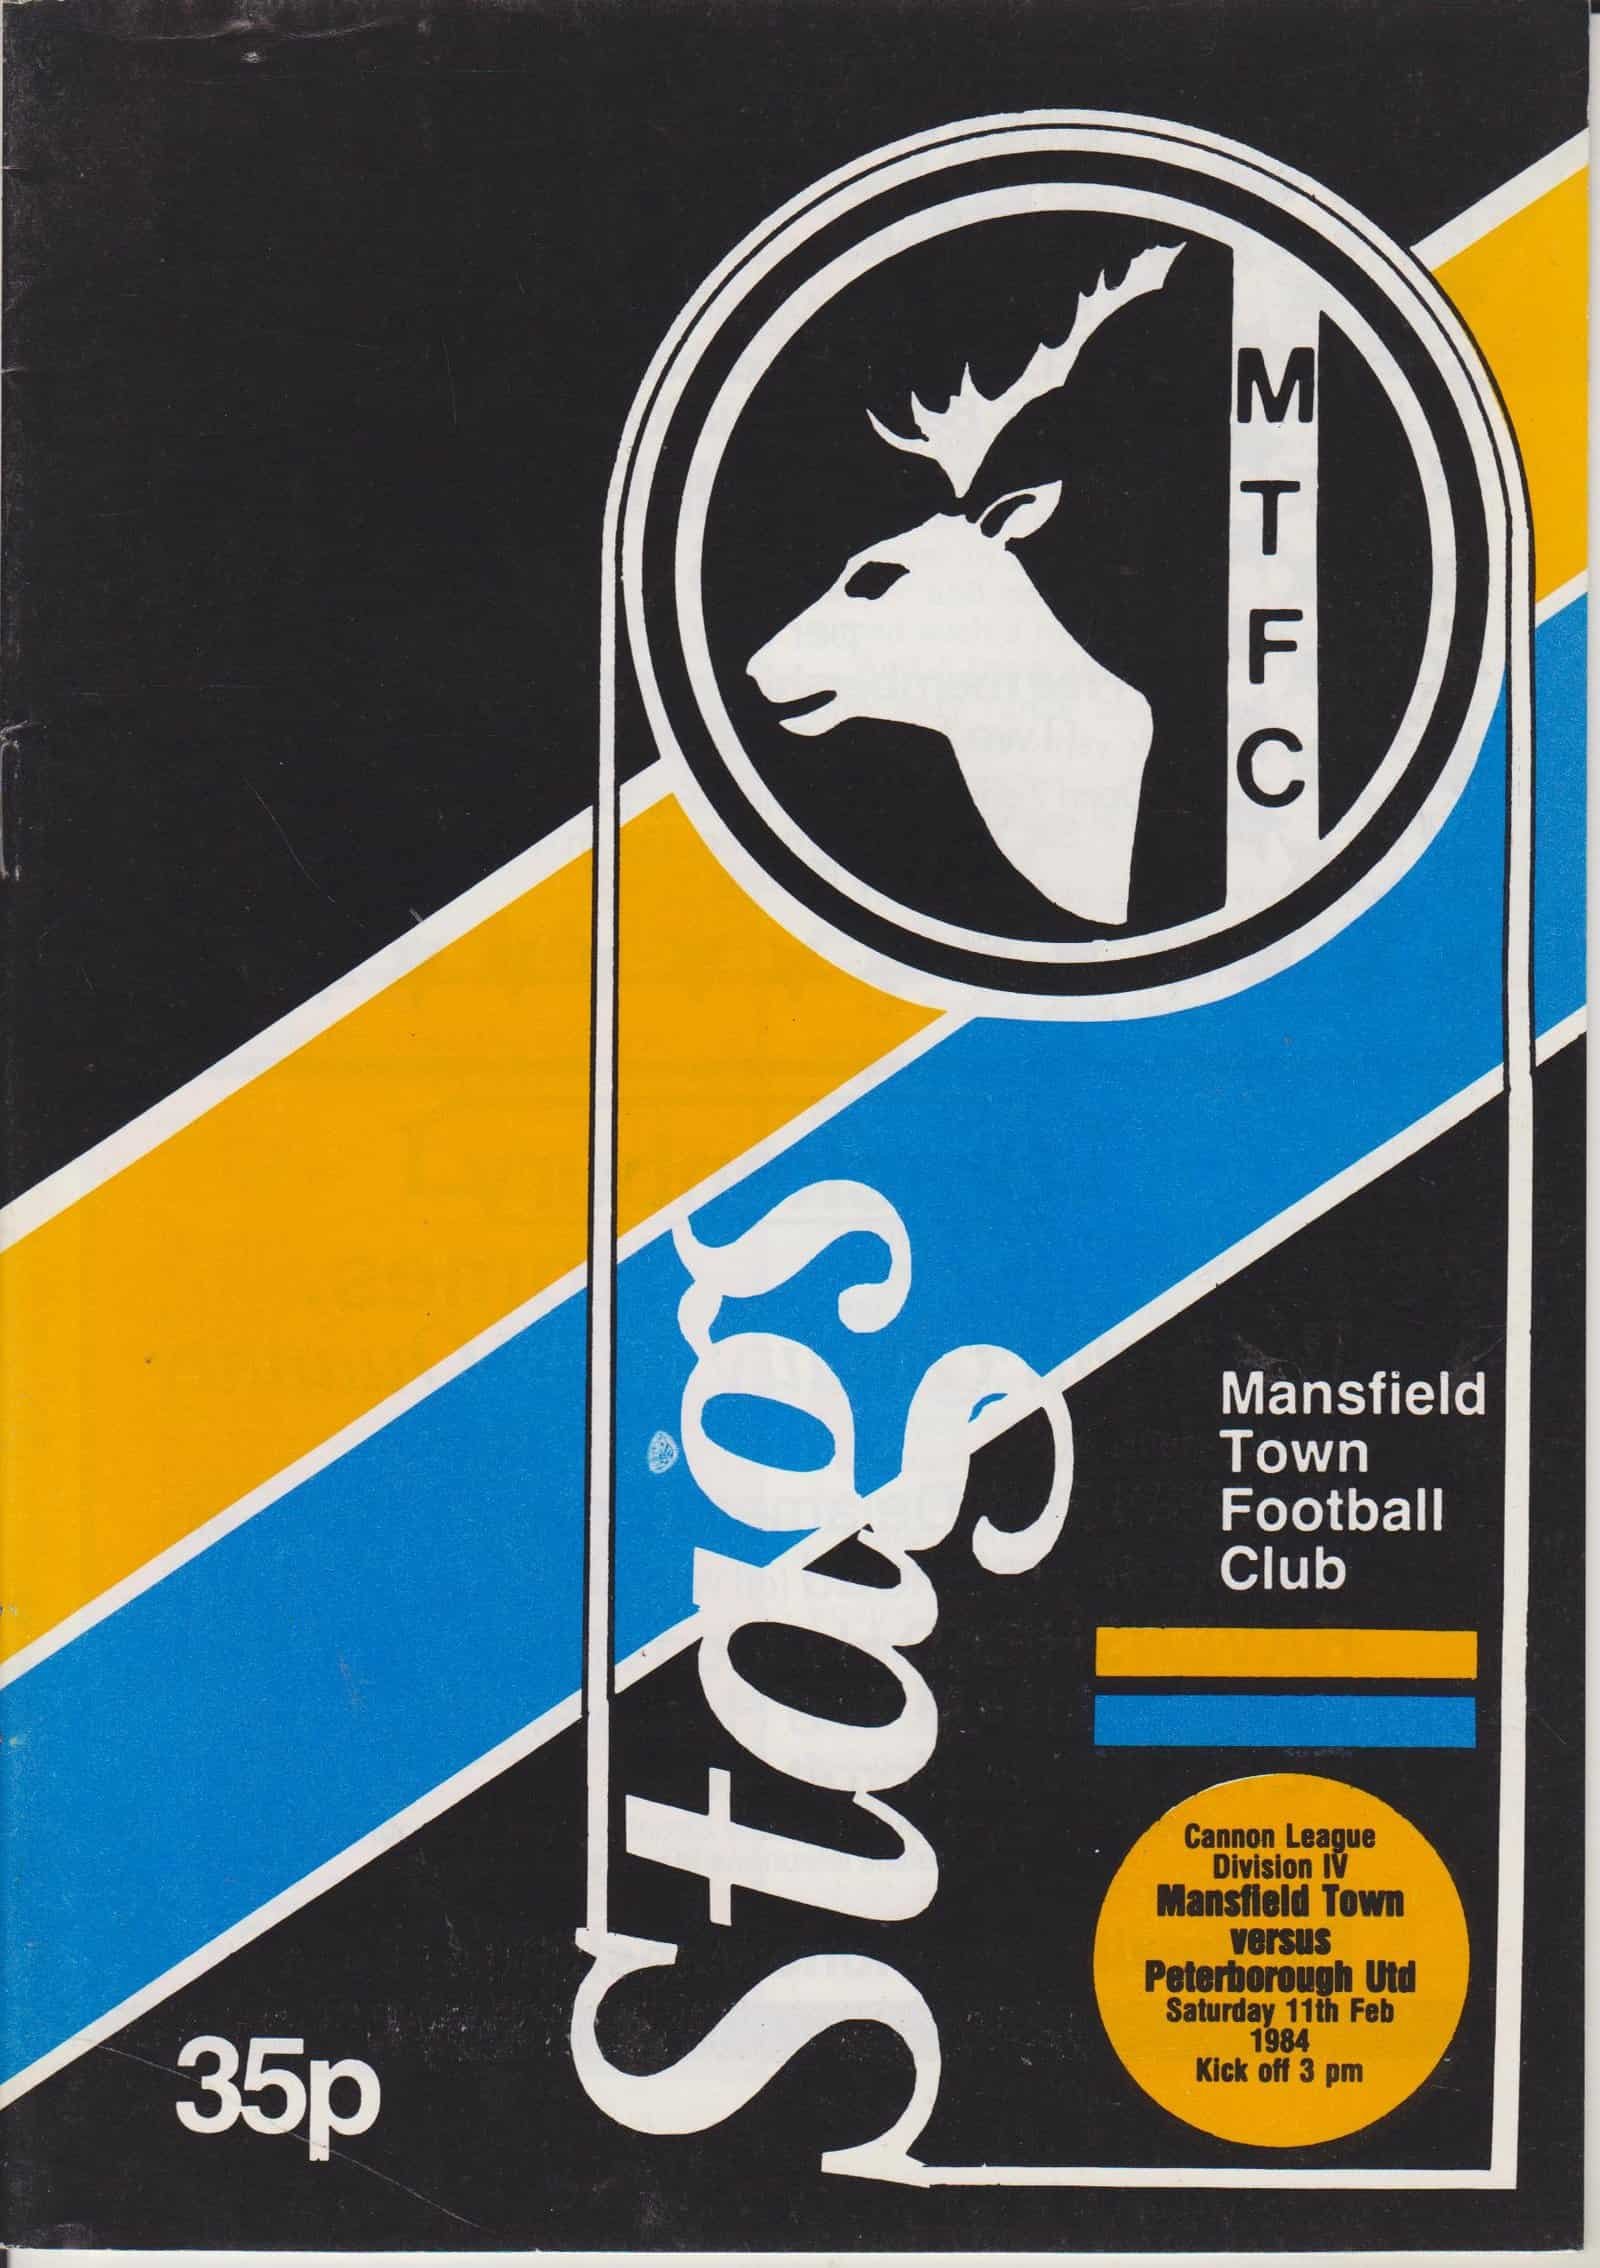 M
T
F
C
Stags
Mansfield
Town
Football
Club
Cannon League
Division IV
Mansfield Town
versus
Peterborough Utd
Saturday 11th Feb
1984
Kick off 3 pm
35p